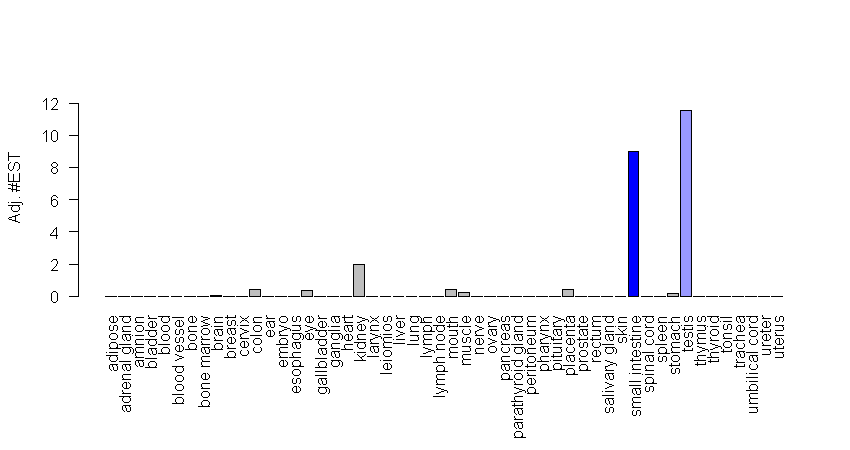 Adj. #EST
12
10
8
6
4
2
0
adipose
adrenal gland
amnion
bladder
blood
blood vessel
bone
bone marrow
brain
breast
cervix
colon
ear
embryo
esophagus
eye
gallbladder
ganglia
heart
kidney
larynx
leiomios
liver
lung
lymph
lymph node
mouth
muscle
nerve
ovary
pancreas
parathyroid gland
peritoneum
pharynx
pituitary
placenta
prostate
rectum
salivary gland
skin
small intestine
spinal cord
spleen
stomach
testis
thymus
thyroid
tonsil
trachea
umbilical cord
ureter
uterus